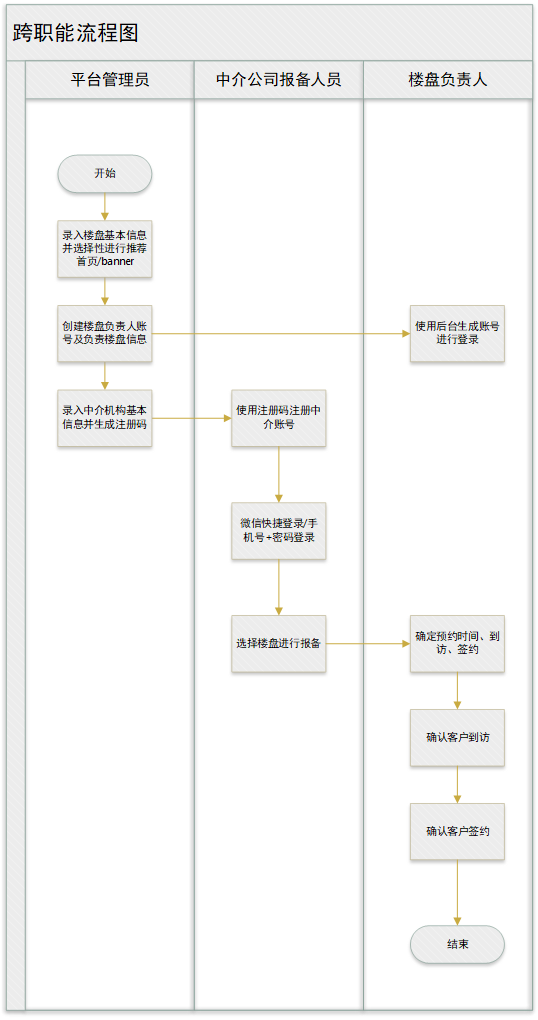 跨职能流程图
平台管理员
中介公司报备人员
楼盘负责人
开始
录入楼盘基本信息
并选择性进行推荐
首页/banner
创建楼盘负责人账
号及负责楼盘信息
使用后台生成账号
进行登录
录入中介机构基本
信息并生成注册码
使用注册码注册中
介账号
微信快捷登录/手
机号+密码登录
选择楼盘进行报备
确定预约时间、到
访、签约
确认客户到访
确认客户签约
结束